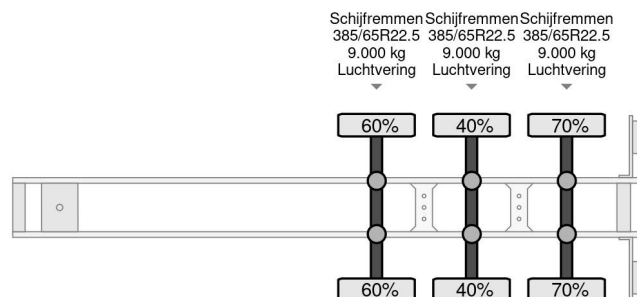 Schijfremmen Schijfremmen Schijfremmen
385/65R22.5 385/65R22.5 385/65R22.5
9.000 kg 9.000 kg 9.000 kg
Luchtvering Luchtvering Luchtvering
60% 40% 70%
60% 40% 70%